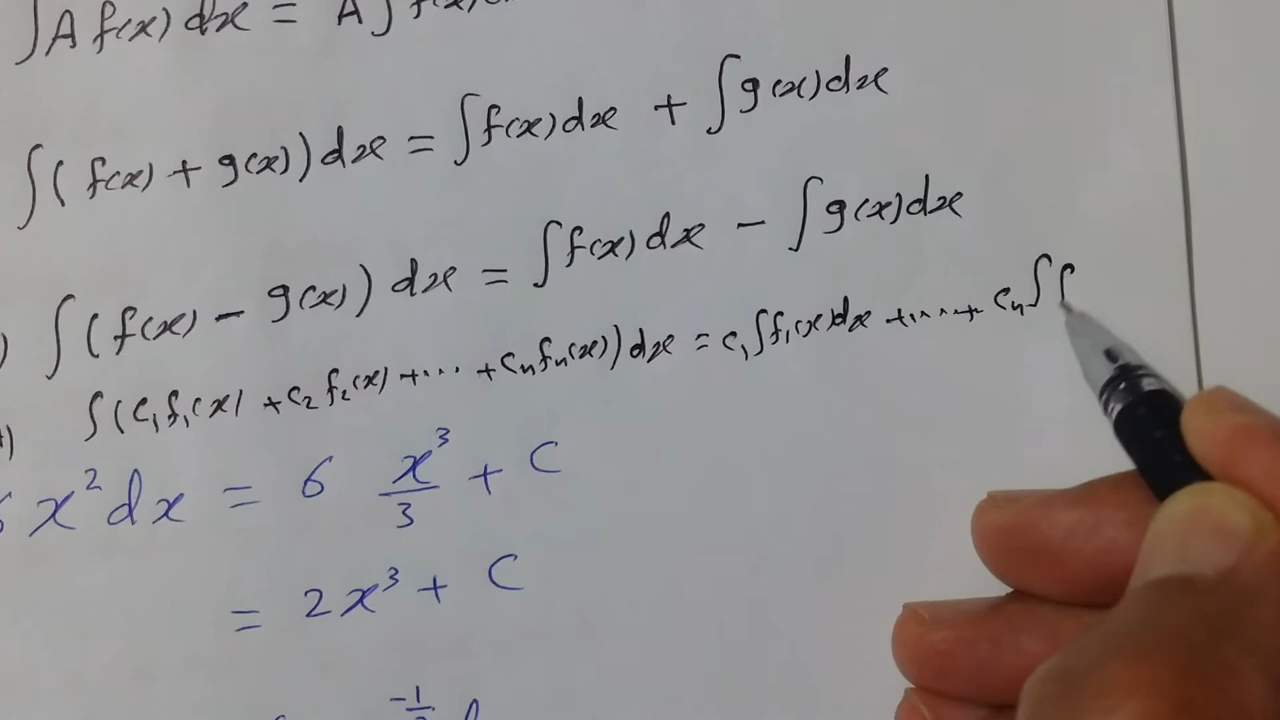 ∫A f(x) dx = A∫f(x)
∫(f(x) + g(x)) dx = ∫f(x) dx + ∫g(x) dx
) ∫(f(x) − g(x)) dx = ∫f(x) dx − ∫g(x) dx
) ∫(c₁f₁(x) + c₂f₂(x) + ... + cₙfₙ(x)) dx = c₁∫f₁(x) dx + ... + cₙ∫
x² dx = 6 x³/3 + C
= 2x³ + C